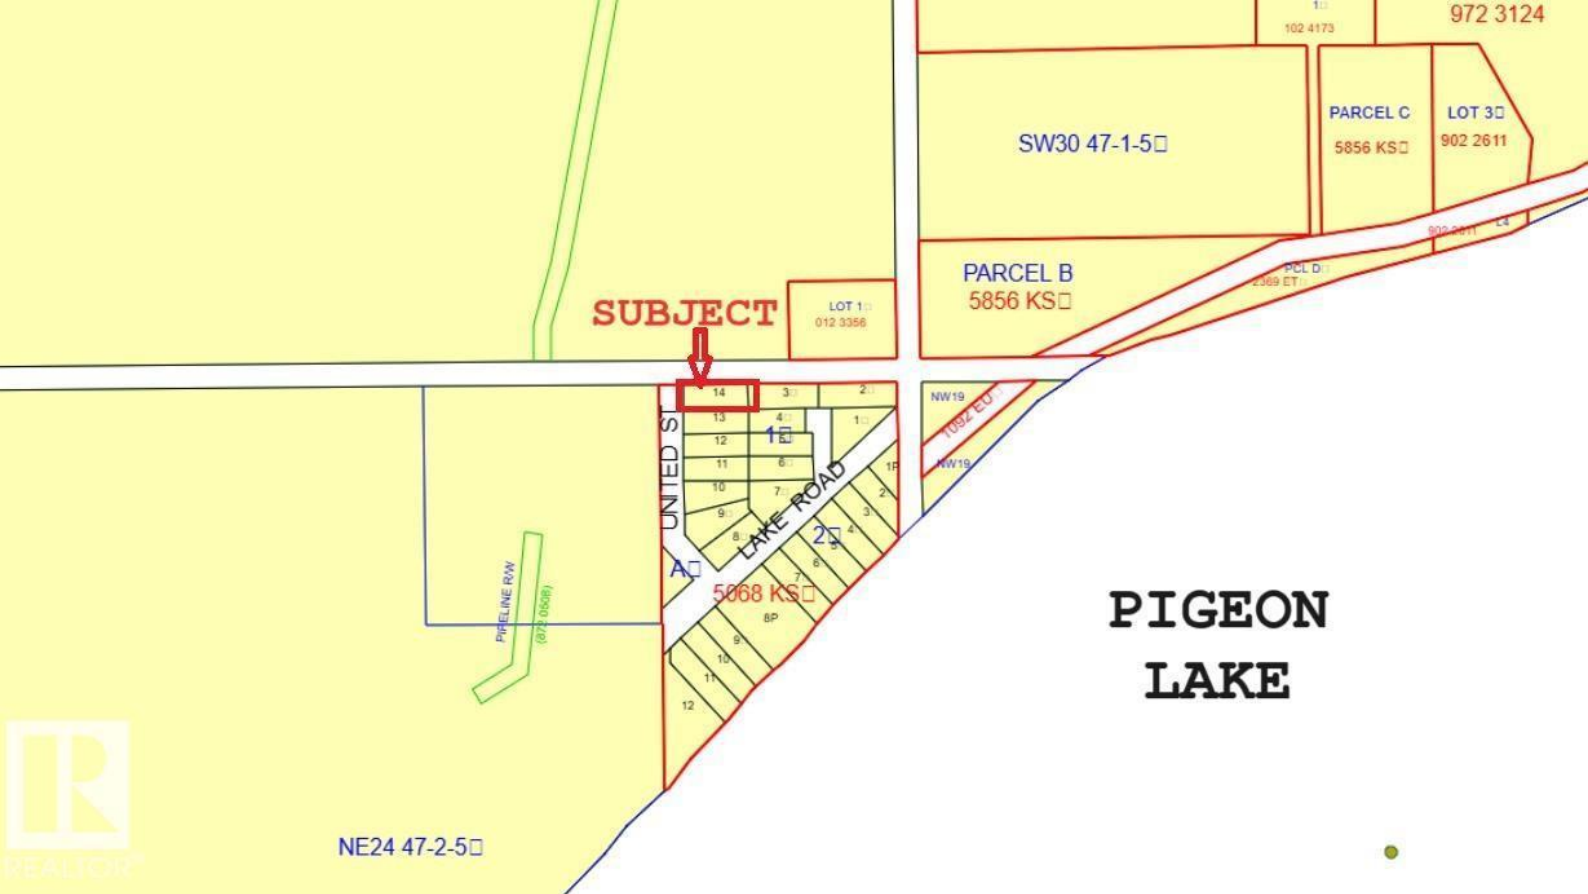 1
102 4173
972 3124
SW30 47-1-5
PARCEL C
5856 KS
LOT 3
902 2611
L4
902 2611
PARCEL B
5856 KS
PCL D
2369 ET
SUBJECT
LOT 1
012 3356
14
3
2
13
4
1
12
1
5
11
6
10
7
9
8
UNITED ST
LAKE ROAD
NW19
1092 EU
NW19
1P
2
3
4
2
5
6
7
A
5068 KS
8P
9
10
11
12
PIPELINE R/W
(872 0508)
PIGEON
LAKE
NE24 47-2-5
REALTOR®